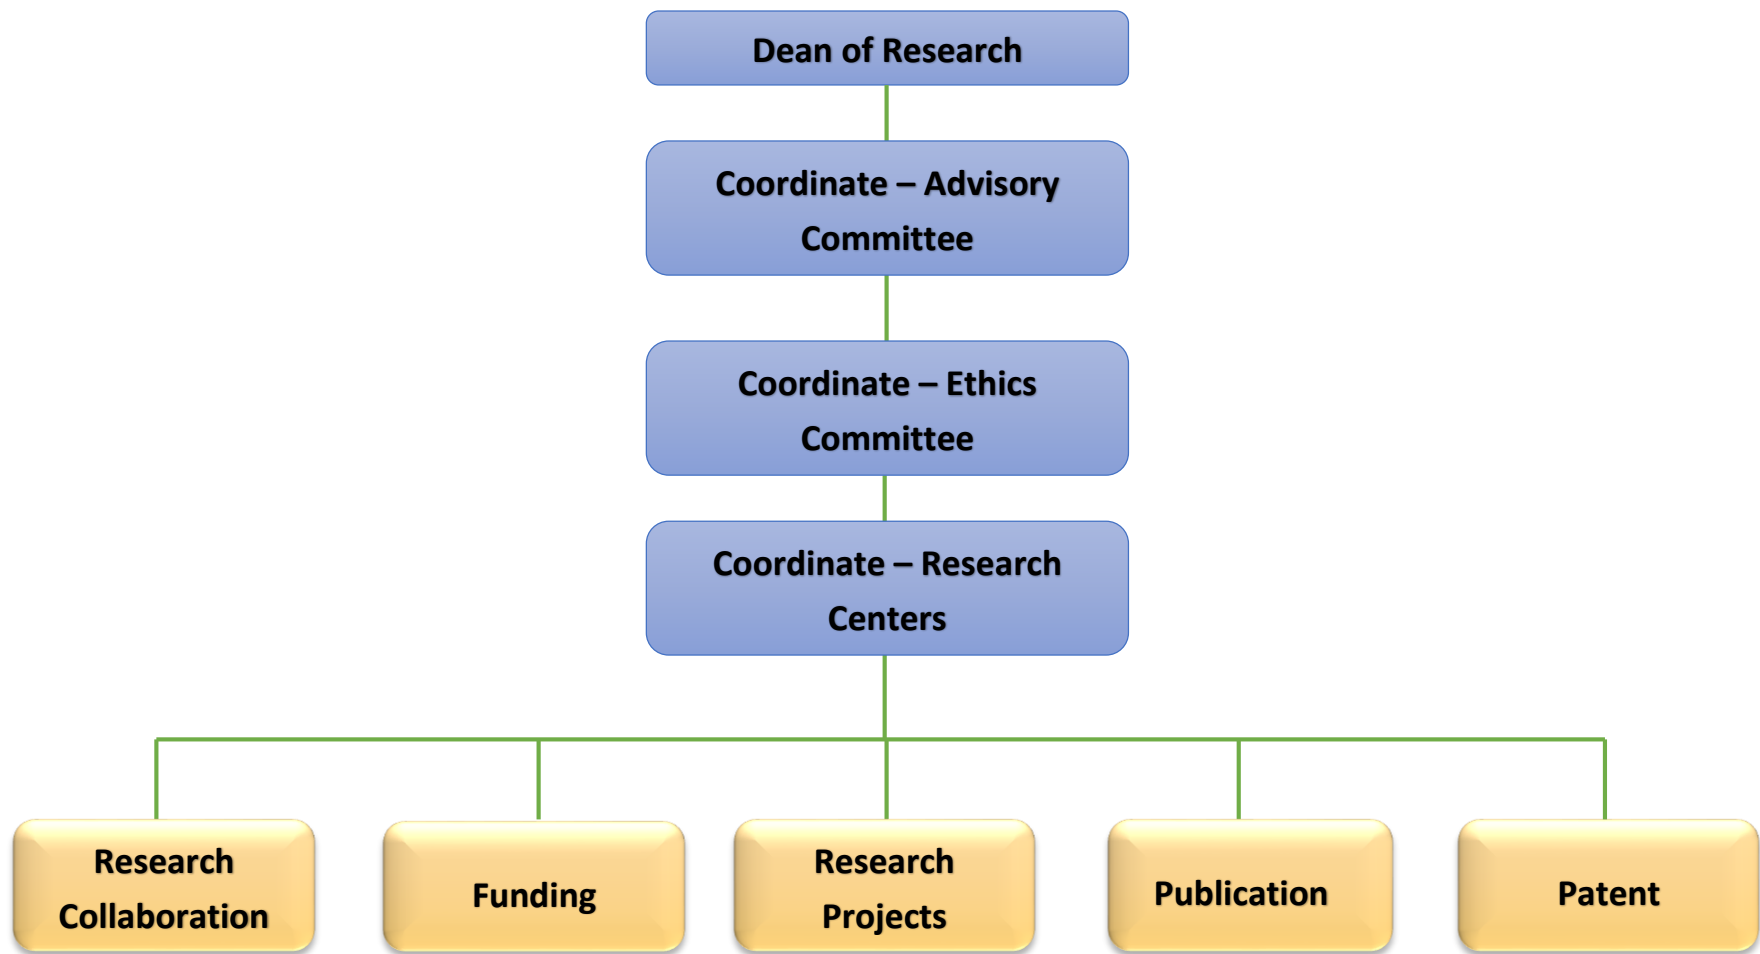 Dean of Research
Coordinate – Advisory
Committee
Coordinate – Ethics
Committee
Coordinate – Research
Centers
Research
Collaboration
Funding
Research
Projects
Publication
Patent